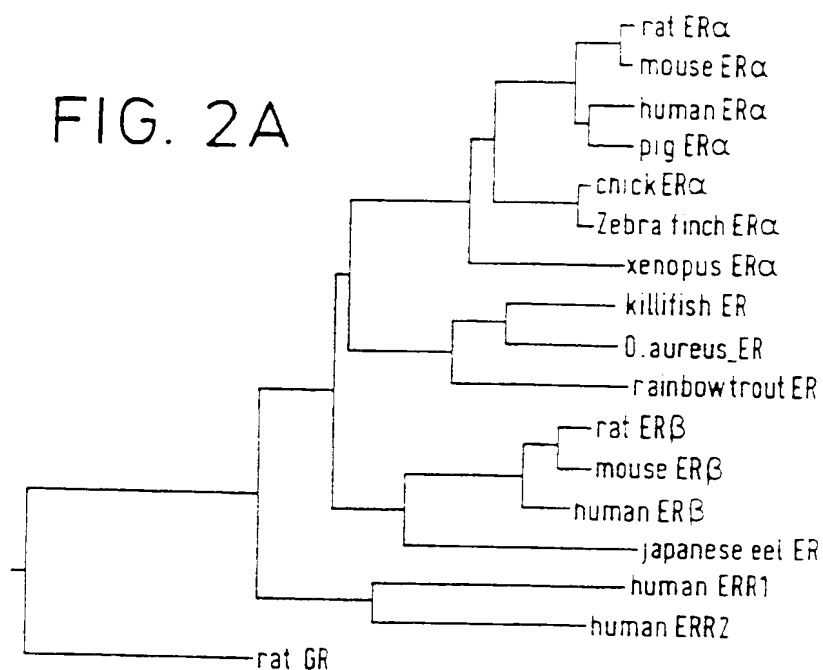 FIG. 2A
rat ERα
mouse ERα
human ERα
pig ERα
chick ERα
Zebra finch ERα
xenopus ERα
killifish ER
O.aureus_ER
rainbow trout ER
rat ERβ
mouse ERβ
human ERβ
japanese eel ER
human ERR1
human ERR2
rat GR